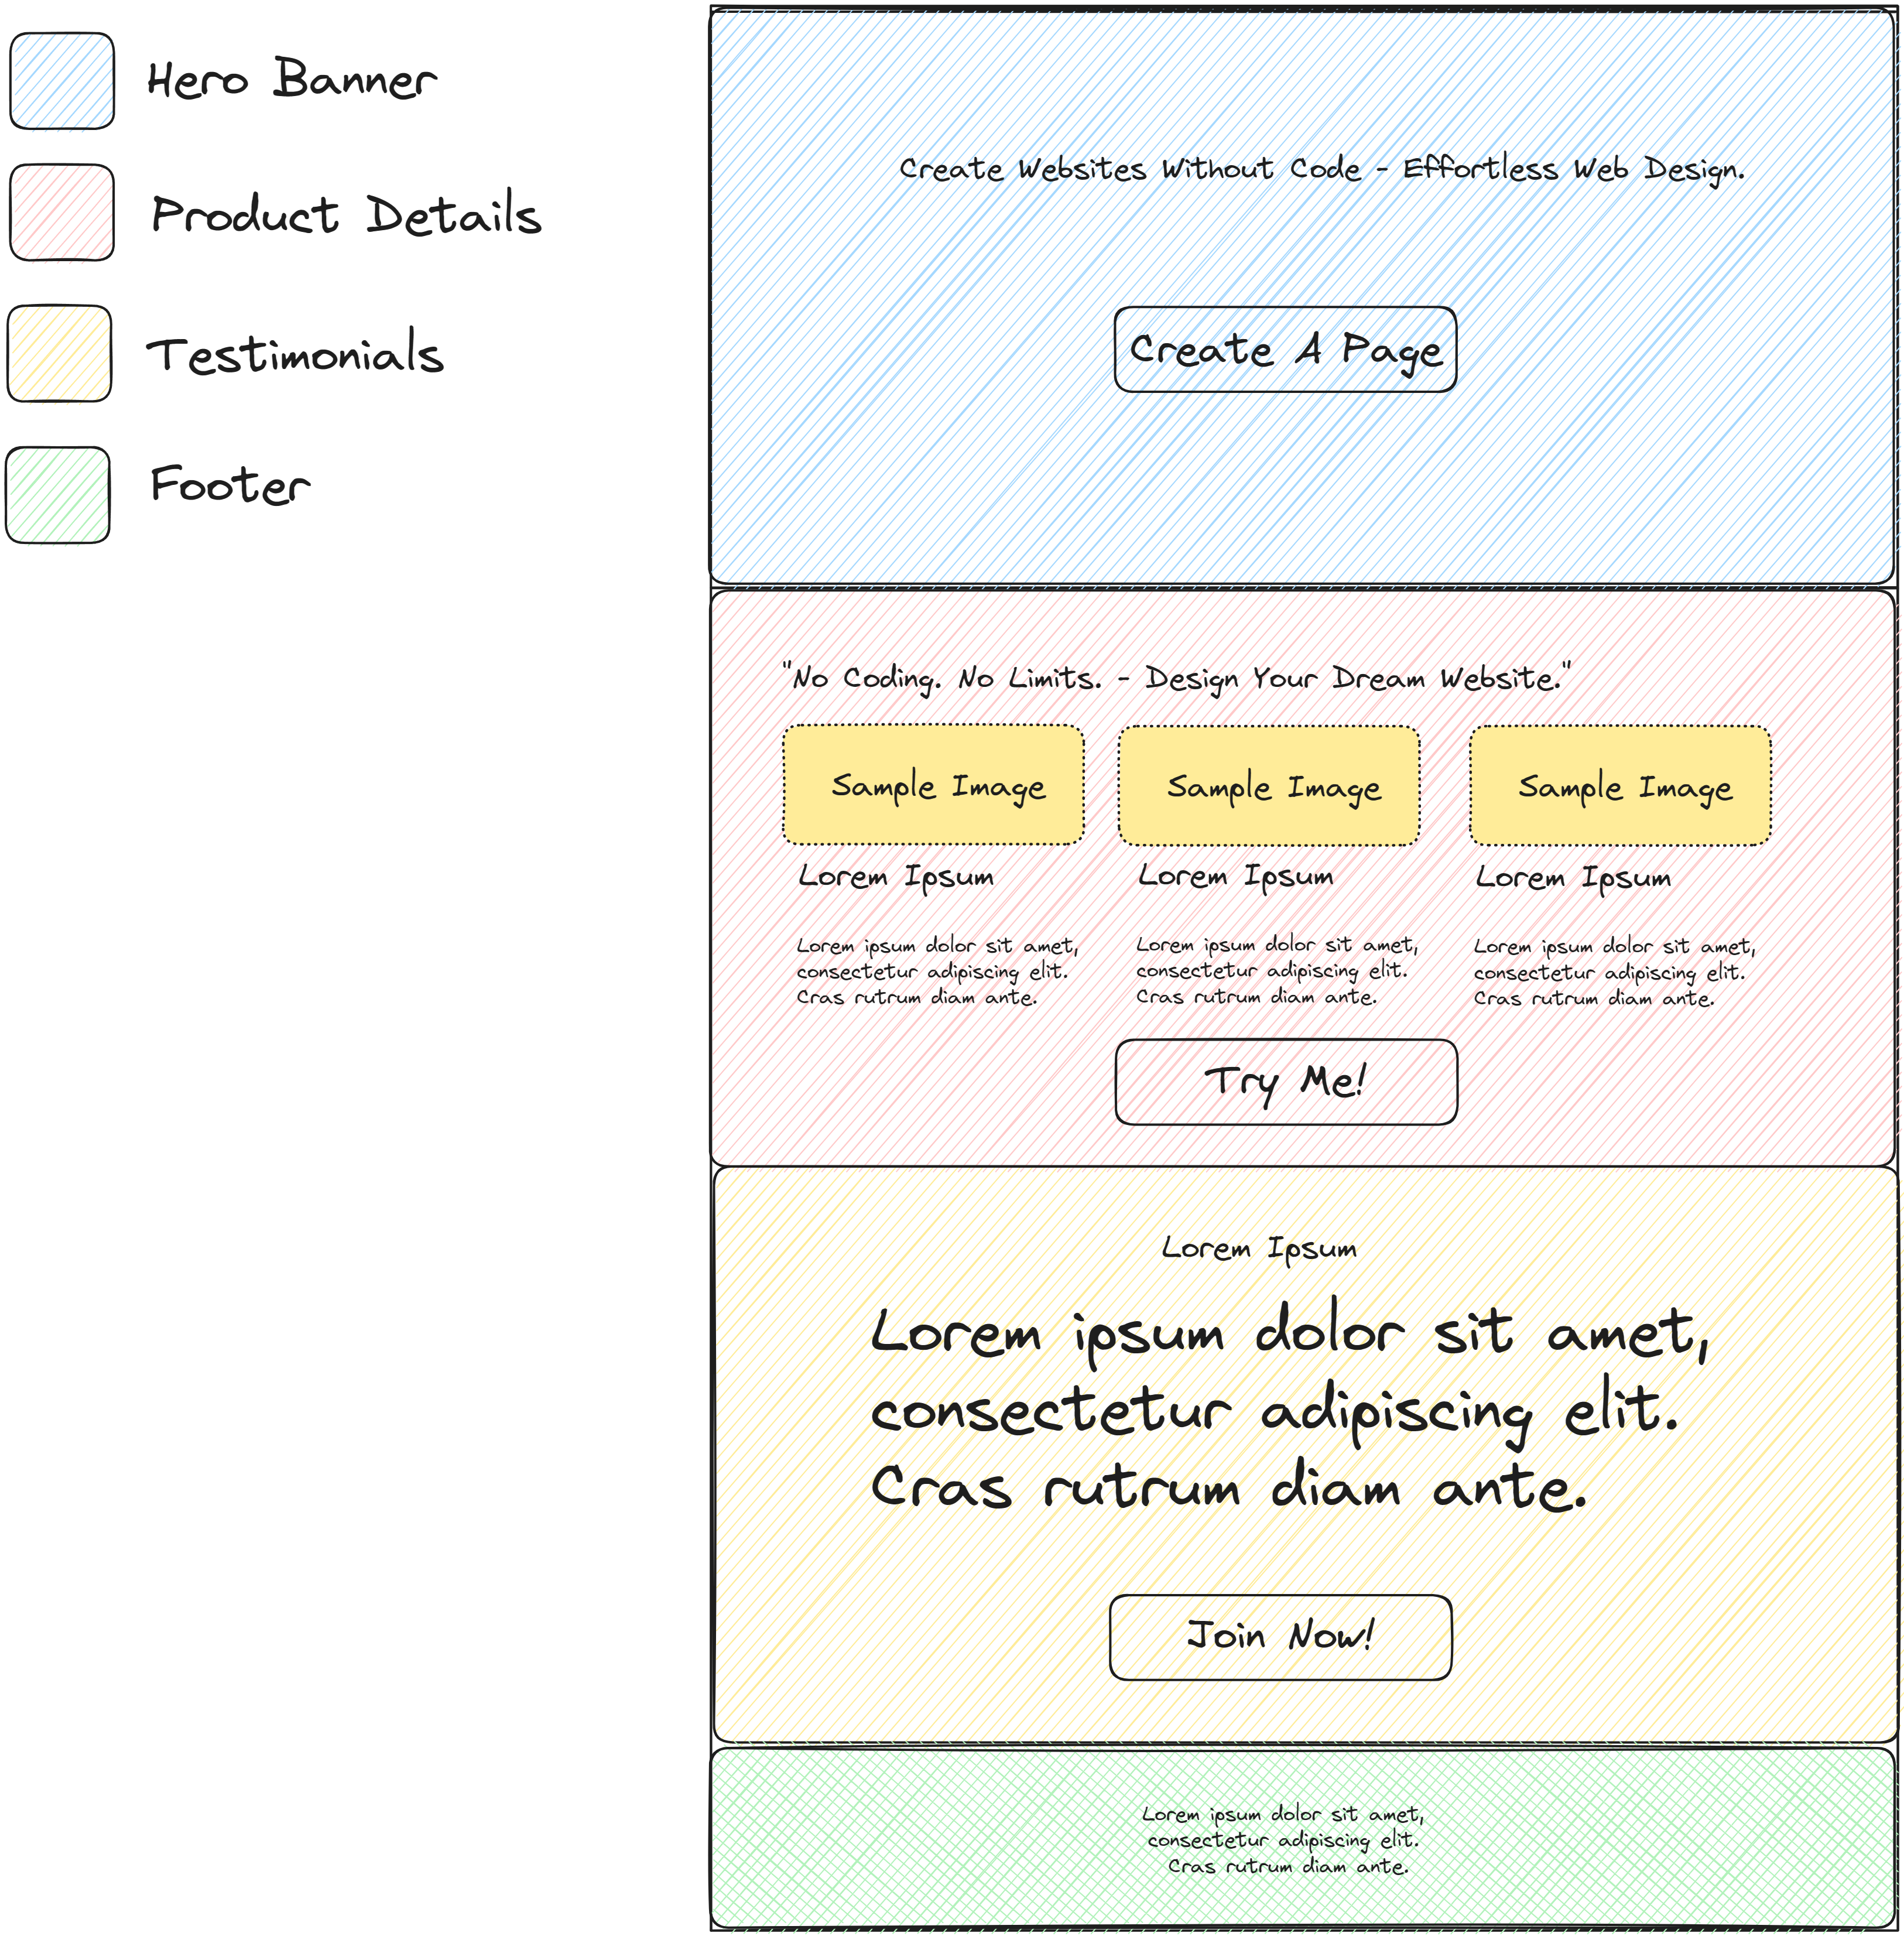 Hero Banner
Product Details
Testimonials
Footer
Create Websites Without Code - Effortless Web Design.
Create A Page
"No Coding. No Limits. - Design Your Dream Website."
Sample Image
Lorem Ipsum
Lorem ipsum dolor sit amet,
consectetur adipiscing elit.
Cras rutrum diam ante.
Sample Image
Lorem Ipsum
Lorem ipsum dolor sit amet,
consectetur adipiscing elit.
Cras rutrum diam ante.
Sample Image
Lorem Ipsum
Lorem ipsum dolor sit amet,
consectetur adipiscing elit.
Cras rutrum diam ante.
Try Me!
Lorem Ipsum
Lorem ipsum dolor sit amet,
consectetur adipiscing elit.
Cras rutrum diam ante.
Join Now!
Lorem ipsum dolor sit amet,
consectetur adipiscing elit.
Cras rutrum diam ante.